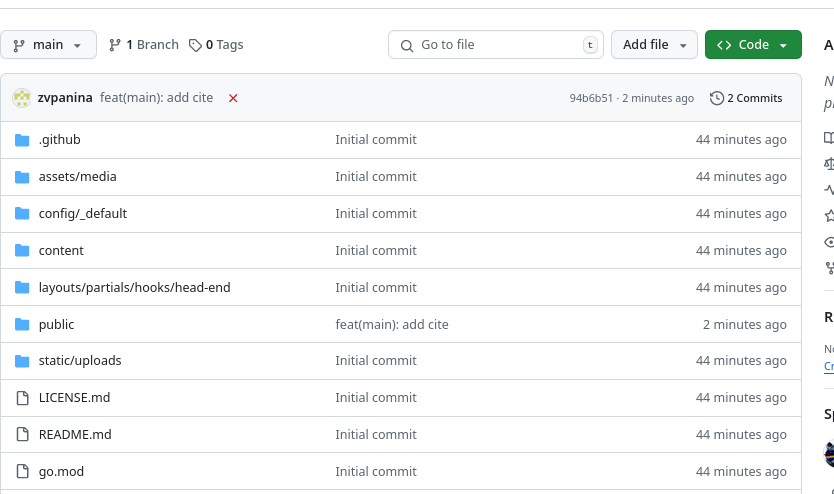 main 1 Branch 0 Tags Go to file t Add file Code
zvpanina feat(main): add cite 94b6b51 · 2 minutes ago 2 Commits
.github Initial commit 44 minutes ago
assets/media Initial commit 44 minutes ago
config/_default Initial commit 44 minutes ago
content Initial commit 44 minutes ago
layouts/partials/hooks/head-end Initial commit 44 minutes ago
public feat(main): add cite 2 minutes ago
static/uploads Initial commit 44 minutes ago
LICENSE.md Initial commit 44 minutes ago
README.md Initial commit 44 minutes ago
go.mod Initial commit 44 minutes ago